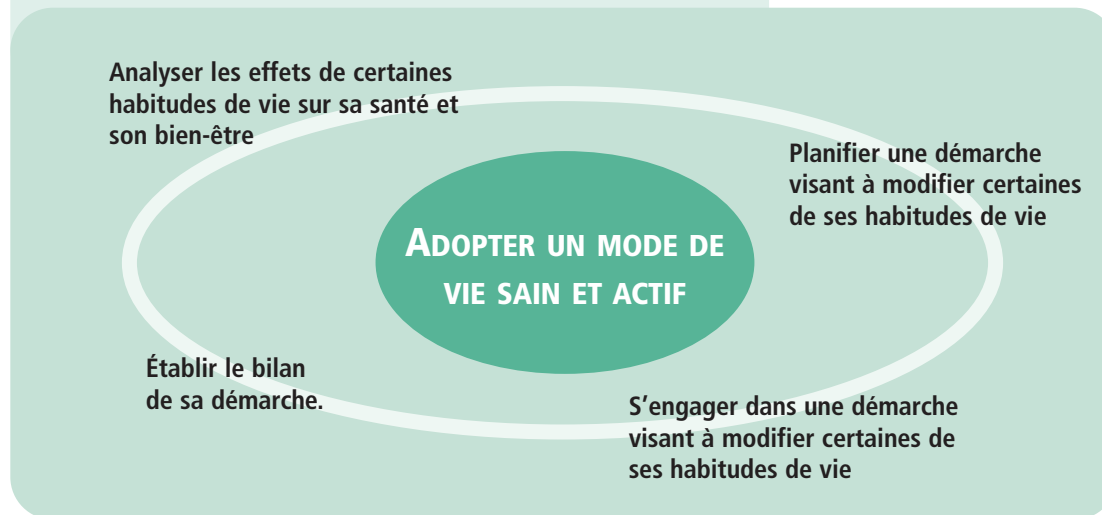 Analyser les effets de certaines
habitudes de vie sur sa santé et
son bien-être
Planifier une démarche
visant à modifier certaines
de ses habitudes de vie
ADOPTER UN MODE DE
VIE SAIN ET ACTIF
Établir le bilan
de sa démarche.
S'engager dans une démarche
visant à modifier certaines de
ses habitudes de vie